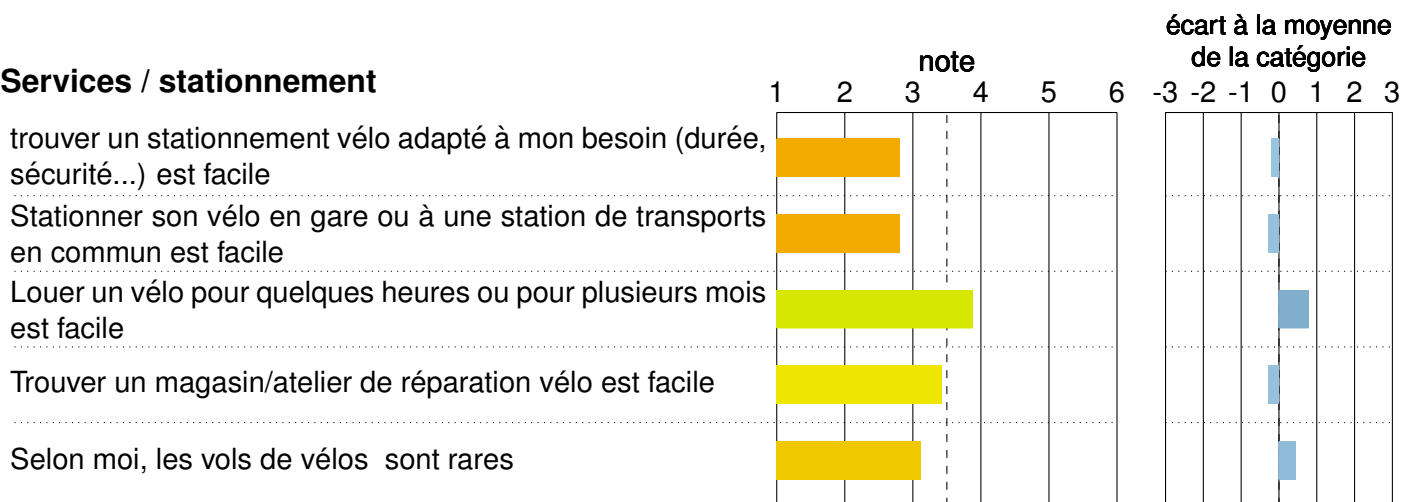 écart à la moyenne
de la catégorie
note
Services / stationnement
1 2 3 4 5 6 -3 -2 -1 0 1 2 3
trouver un stationnement vélo adapté à mon besoin (durée,
sécurité...) est facile
Stationner son vélo en gare ou à une station de transports
en commun est facile
Louer un vélo pour quelques heures ou pour plusieurs mois
est facile
Trouver un magasin/atelier de réparation vélo est facile
Selon moi, les vols de vélos sont rares